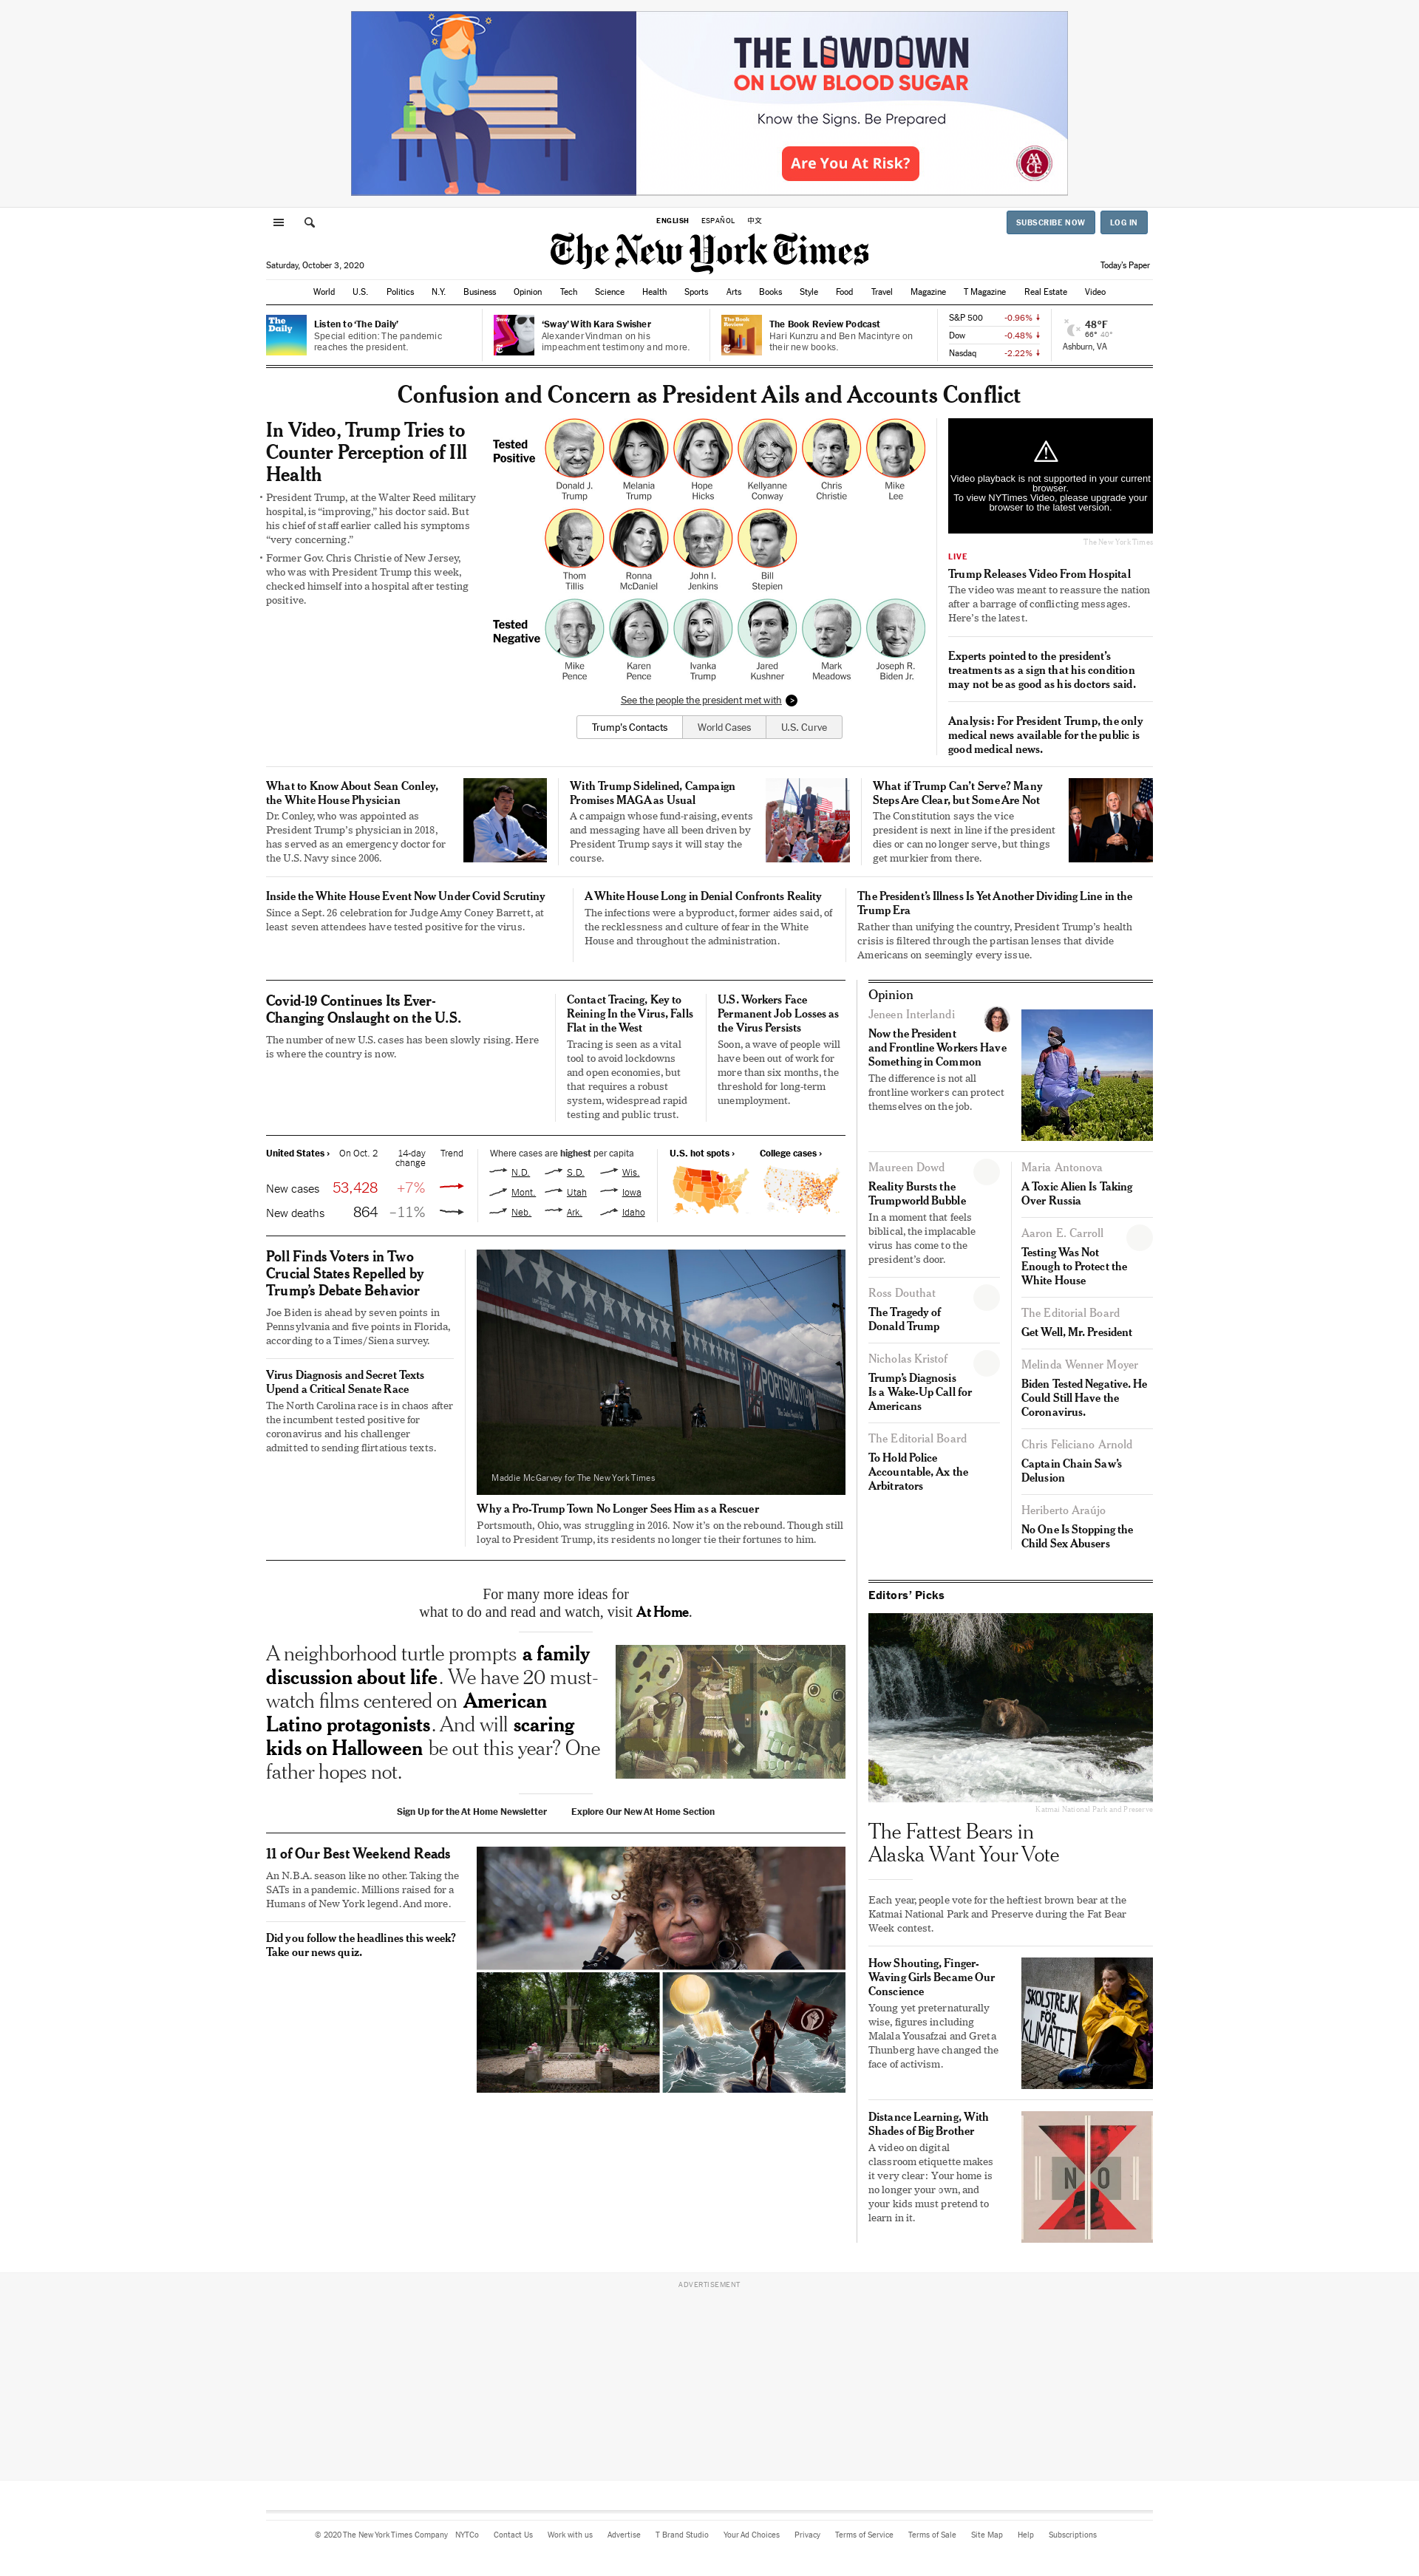 THE LOWDOWN
ON LOW BLOOD SUGAR
Know the Signs. Be Prepared
Are You At Risk?
AACE
ENGLISH ESPAÑOL 中文
SUBSCRIBE NOW LOG IN
The New York Times
Saturday, October 3, 2020
Today's Paper
World U.S. Politics N.Y. Business Opinion Tech Science Health Sports Arts Books Style Food Travel Magazine T Magazine Real Estate Video
The
Daily
Listen to ‘The Daily’
Special edition: The pandemic
reaches the president.
Sway
‘Sway’ With Kara Swisher
Alexander Vindman on his
impeachment testimony and more.
The Book
Review
The Book Review Podcast
Hari Kunzru and Ben Macintyre on
their new books.
S&P 500 -0.96%
Dow -0.48%
Nasdaq -2.22%
48°F
66° 40°
Ashburn, VA
Confusion and Concern as President Ails and Accounts Conflict
In Video, Trump Tries to
Counter Perception of Ill
Health
• President Trump, at the Walter Reed military
hospital, is “improving,” his doctor said. But
his chief of staff earlier called his symptoms
“very concerning.”
• Former Gov. Chris Christie of New Jersey,
who was with President Trump this week,
checked himself into a hospital after testing
positive.
Tested
Positive
Donald J.
Trump
Melania
Trump
Hope
Hicks
Kellyanne
Conway
Chris
Christie
Mike
Lee
Thom
Tillis
Ronna
McDaniel
John I.
Jenkins
Bill
Stepien
Tested
Negative
Mike
Pence
Karen
Pence
Ivanka
Trump
Jared
Kushner
Mark
Meadows
Joseph R.
Biden Jr.
See the people the president met with
Trump's Contacts World Cases U.S. Curve
Video playback is not supported in your current
browser.
To view NYTimes Video, please upgrade your
browser to the latest version.
The New York Times
LIVE
Trump Releases Video From Hospital
The video was meant to reassure the nation
after a barrage of conflicting messages.
Here's the latest.
Experts pointed to the president’s
treatments as a sign that his condition
may not be as good as his doctors said.
Analysis: For President Trump, the only
medical news available for the public is
good medical news.
What to Know About Sean Conley,
the White House Physician
Dr. Conley, who was appointed as
President Trump’s physician in 2018,
has served as an emergency doctor for
the U.S. Navy since 2006.
With Trump Sidelined, Campaign
Promises MAGA as Usual
A campaign whose fund-raising, events
and messaging have all been driven by
President Trump says it will stay the
course.
What if Trump Can’t Serve? Many
Steps Are Clear, but Some Are Not
The Constitution says the vice
president is next in line if the president
dies or can no longer serve, but things
get murkier from there.
Inside the White House Event Now Under Covid Scrutiny
Since a Sept. 26 celebration for Judge Amy Coney Barrett, at
least seven attendees have tested positive for the virus.
A White House Long in Denial Confronts Reality
The infections were a byproduct, former aides said, of
the recklessness and culture of fear in the White
House and throughout the administration.
The President’s Illness Is Yet Another Dividing Line in the
Trump Era
Rather than unifying the country, President Trump’s health
crisis is filtered through the partisan lenses that divide
Americans on seemingly every issue.
Covid-19 Continues Its Ever-
Changing Onslaught on the U.S.
The number of new U.S. cases has been slowly rising. Here
is where the country is now.
Contact Tracing, Key to
Reining In the Virus, Falls
Flat in the West
Tracing is seen as a vital
tool to avoid lockdowns
and open economies, but
that requires a robust
system, widespread rapid
testing and public trust.
U.S. Workers Face
Permanent Job Losses as
the Virus Persists
Soon, a wave of people will
have been out of work for
more than six months, the
threshold for long-term
unemployment.
United States › On Oct. 2 14-day
change Trend
New cases 53,428 +7%
New deaths 864 –11%
Where cases are highest per capita
N.D. S.D. Wis.
Mont. Utah Iowa
Neb. Ark. Idaho
U.S. hot spots ›
College cases ›
Poll Finds Voters in Two
Crucial States Repelled by
Trump’s Debate Behavior
Joe Biden is ahead by seven points in
Pennsylvania and five points in Florida,
according to a Times/Siena survey.
Virus Diagnosis and Secret Texts
Upend a Critical Senate Race
The North Carolina race is in chaos after
the incumbent tested positive for
coronavirus and his challenger
admitted to sending flirtatious texts.
PORTSMOUTH
Maddie McGarvey for The New York Times
Why a Pro-Trump Town No Longer Sees Him as a Rescuer
Portsmouth, Ohio, was struggling in 2016. Now it’s on the rebound. Though still
loyal to President Trump, its residents no longer tie their fortunes to him.
For many more ideas for
what to do and read and watch, visit At Home.
A neighborhood turtle prompts a family
discussion about life. We have 20 must-
watch films centered on American
Latino protagonists. And will scaring
kids on Halloween be out this year? One
father hopes not.
Sign Up for the At Home Newsletter Explore Our New At Home Section
11 of Our Best Weekend Reads
An N.B.A. season like no other. Taking the
SATs in a pandemic. Millions raised for a
Humans of New York legend. And more.
Did you follow the headlines this week?
Take our news quiz.
Opinion
Jeneen Interlandi
Now the President
and Frontline Workers Have
Something in Common
The difference is not all
frontline workers can protect
themselves on the job.
Maureen Dowd
Reality Bursts the
Trumpworld Bubble
In a moment that feels
biblical, the implacable
virus has come to the
president’s door.
Ross Douthat
The Tragedy of
Donald Trump
Nicholas Kristof
Trump’s Diagnosis
Is a Wake-Up Call for
Americans
The Editorial Board
To Hold Police
Accountable, Ax the
Arbitrators
Maria Antonova
A Toxic Alien Is Taking
Over Russia
Aaron E. Carroll
Testing Was Not
Enough to Protect the
White House
The Editorial Board
Get Well, Mr. President
Melinda Wenner Moyer
Biden Tested Negative. He
Could Still Have the
Coronavirus.
Chris Feliciano Arnold
Captain Chain Saw’s
Delusion
Heriberto Araújo
No One Is Stopping the
Child Sex Abusers
Editors’ Picks
Katmai National Park and Preserve
The Fattest Bears in
Alaska Want Your Vote
Each year, people vote for the heftiest brown bear at the
Katmai National Park and Preserve during the Fat Bear
Week contest.
How Shouting, Finger-
Waving Girls Became Our
Conscience
Young yet preternaturally
wise, figures including
Malala Yousafzai and Greta
Thunberg have changed the
face of activism.
SKOLSTREJK
FÖR
KLIMATET
Distance Learning, With
Shades of Big Brother
A video on digital
classroom etiquette makes
it very clear: Your home is
no longer your own, and
your kids must pretend to
learn in it.
NO
ADVERTISEMENT
© 2020 The New York Times Company NYTCo Contact Us Work with us Advertise T Brand Studio Your Ad Choices Privacy Terms of Service Terms of Sale Site Map Help Subscriptions